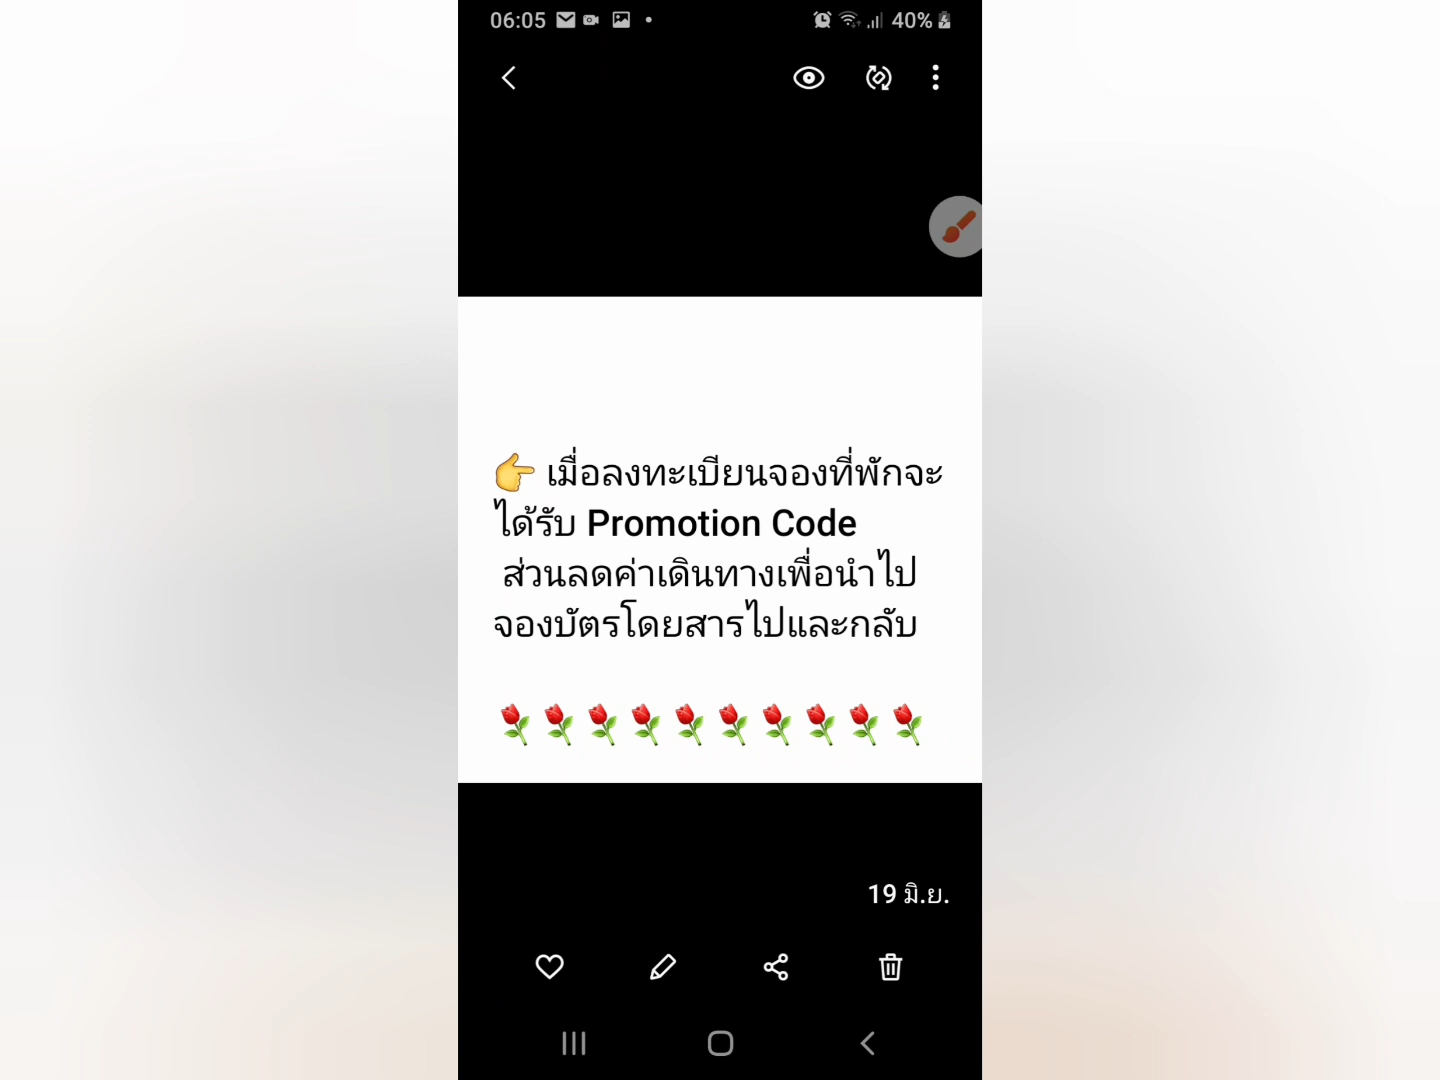 06:05
40%
👉 เมื่อลงทะเบียนจองที่พักจะ
ได้รับ Promotion Code
ส่วนลดค่าเดินทางเพื่อนำไป
จองบัตรโดยสารไปและกลับ
🌹🌹🌹🌹🌹🌹🌹🌹🌹🌹
19 มิ.ย.